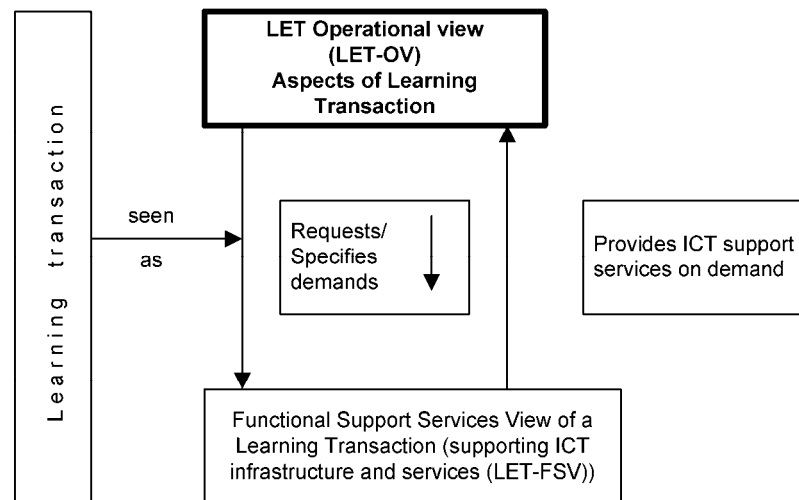 LET Operational view
(LET-OV)
Aspects of Learning
Transaction
Learning transaction
seen
as
Requests/
Specifies
demands
Provides ICT support
services on demand
Functional Support Services View of a
Learning Transaction (supporting ICT
infrastructure and services (LET-FSV))